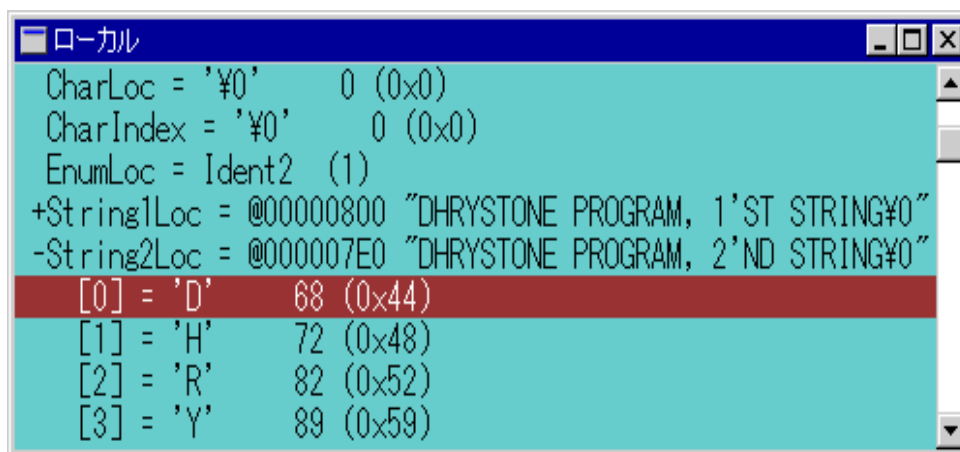 ローカル
CharLoc = '¥0' 0 (0x0)
CharIndex = '¥0' 0 (0x0)
EnumLoc = Ident2 (1)
+String1Loc = @00000800 "DHRYSTONE PROGRAM, 1'ST STRING¥0"
-String2Loc = @000007E0 "DHRYSTONE PROGRAM, 2'ND STRING¥0"
[0] = 'D' 68 (0x44)
[1] = 'H' 72 (0x48)
[2] = 'R' 82 (0x52)
[3] = 'Y' 89 (0x59)